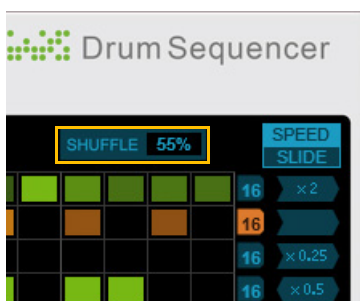 Drum Sequencer
SHUFFLE 55%
SPEED
SLIDE
16 ×2
16
16 ×0.25
16 ×0.5